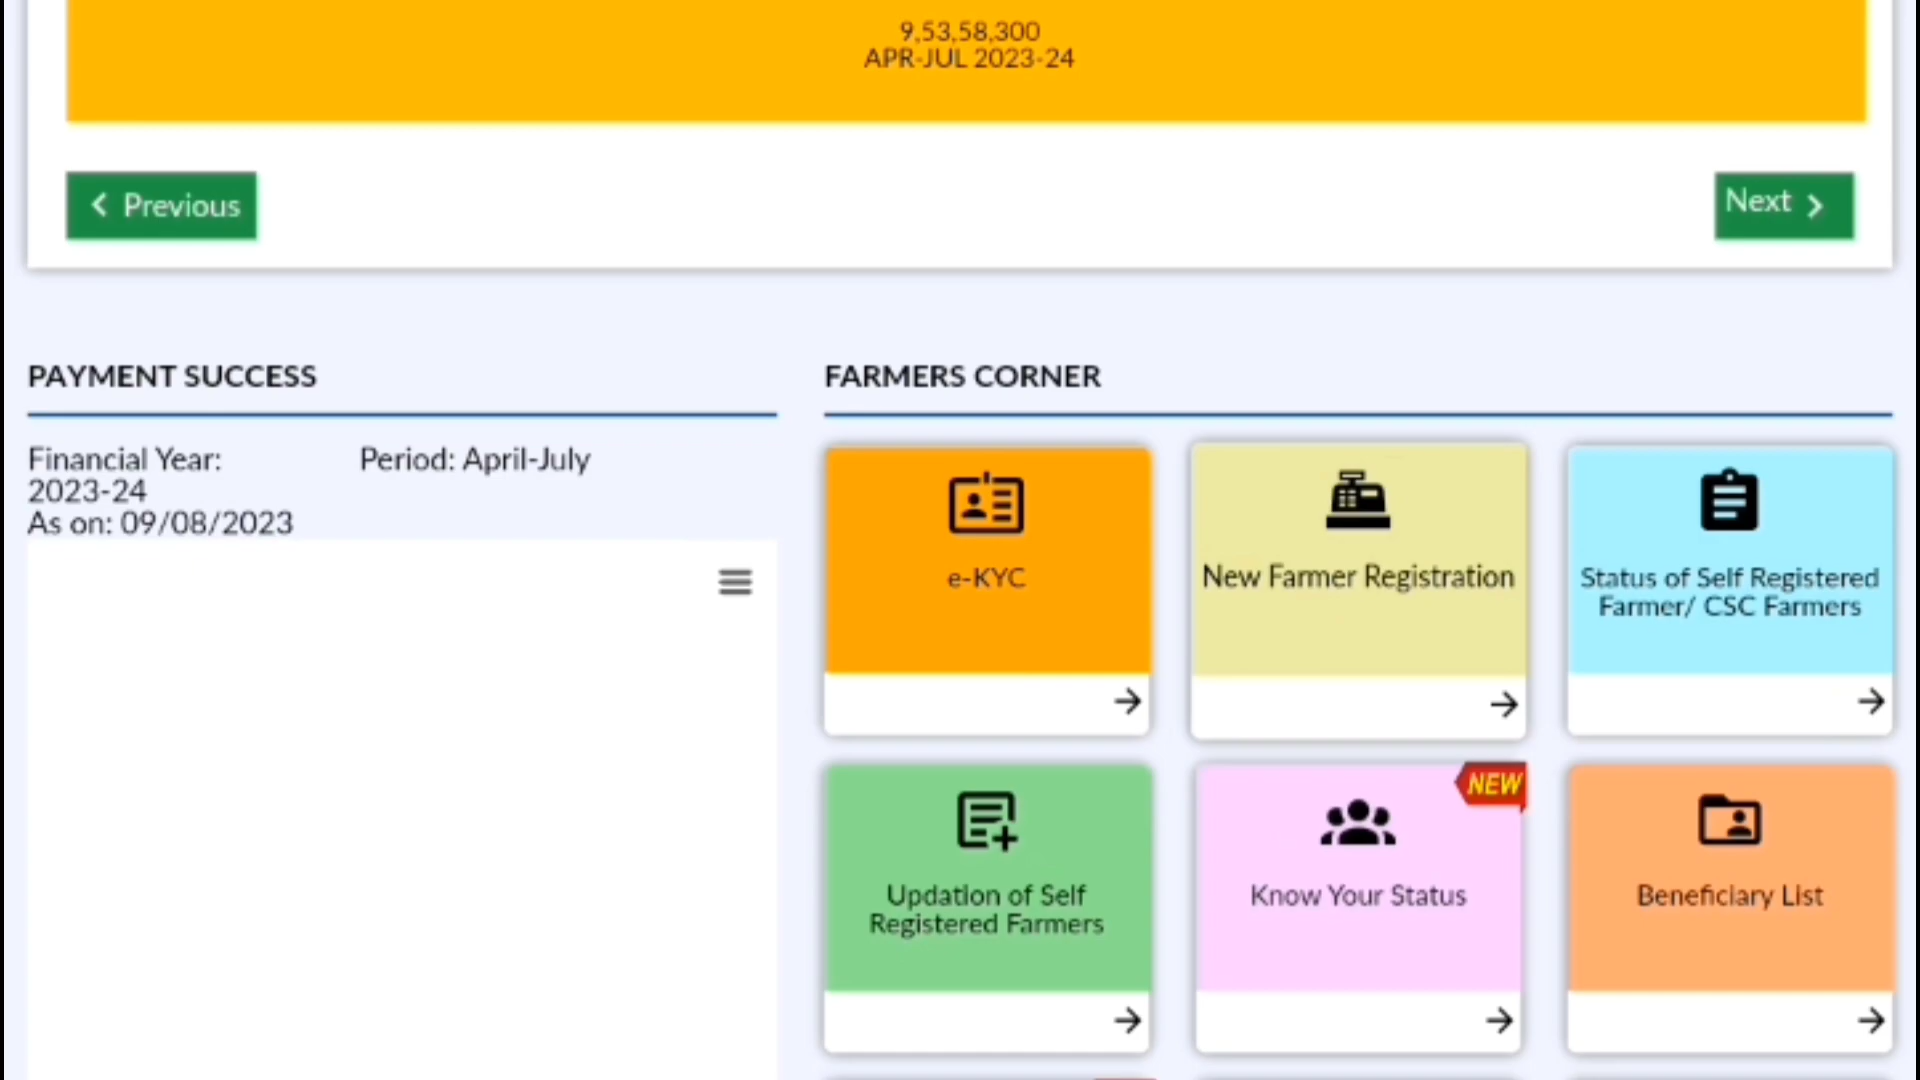 9,53,58,300
APR-JUL 2023-24
Previous
Next
PAYMENT SUCCESS
Financial Year:
2023-24
Period: April-July
As on: 09/08/2023
FARMERS CORNER
e-KYC
New Farmer Registration
Status of Self Registered
Farmer/ CSC Farmers
Updation of Self
Registered Farmers
NEW
Know Your Status
Beneficiary List